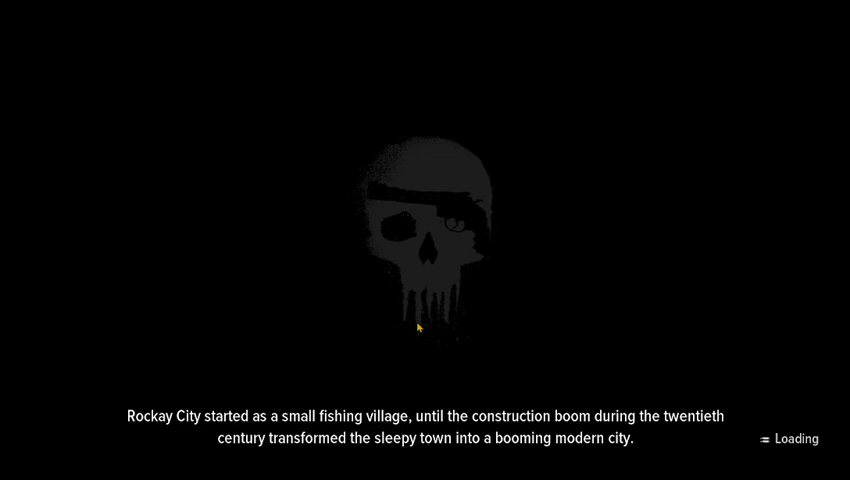 Rockay City started as a small fishing village, until the construction boom during the twentieth
century transformed the sleepy town into a booming modern city.
Loading